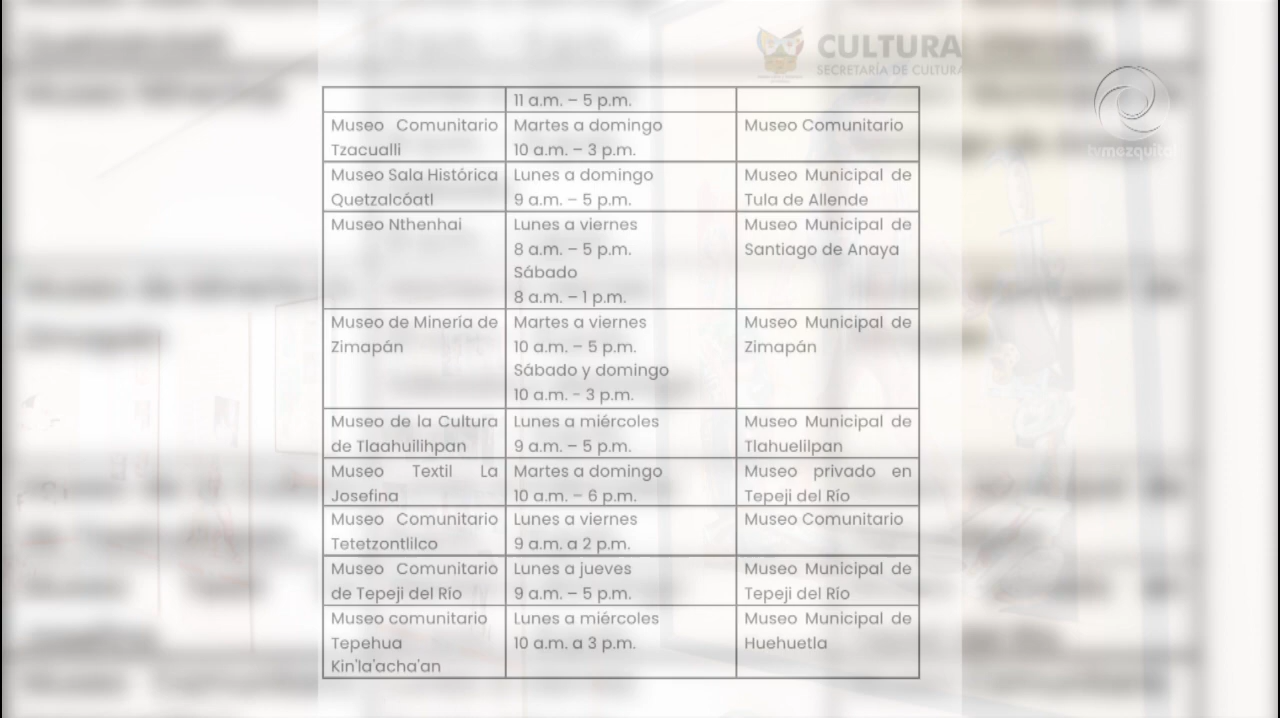 CULTURA
SECRETARÍA DE CULTURA
tvmezquital
11 a.m. – 5 p.m.
Museo Comunitario Tzacualli
Martes a domingo
10 a.m. – 3 p.m.
Museo Comunitario
Museo Sala Histórica Quetzalcóatl
Lunes a domingo
9 a.m. – 5 p.m.
Museo Municipal de Tula de Allende
Museo Nthenhai
Lunes a viernes
8 a.m. – 5 p.m.
Sábado
8 a.m. – 1 p.m.
Museo Municipal de Santiago de Anaya
Museo de Minería de Zimapán
Martes a viernes
10 a.m. – 5 p.m.
Sábado y domingo
10 a.m. - 3 p.m.
Museo Municipal de Zimapán
Museo de la Cultura de Tlaahuilihpan
Lunes a miércoles
9 a.m. – 5 p.m.
Museo Municipal de Tlahuelilpan
Museo Textil La Josefina
Martes a domingo
10 a.m. – 6 p.m.
Museo privado en Tepeji del Río
Museo Comunitario Tetetzontlilco
Lunes a viernes
9 a.m. a 2 p.m.
Museo Comunitario
Museo Comunitario de Tepeji del Río
Lunes a jueves
9 a.m. – 5 p.m.
Museo Municipal de Tepeji del Río
Museo comunitario Tepehua Kin'la'acha'an
Lunes a miércoles
10 a.m. a 3 p.m.
Museo Municipal de Huehuetla